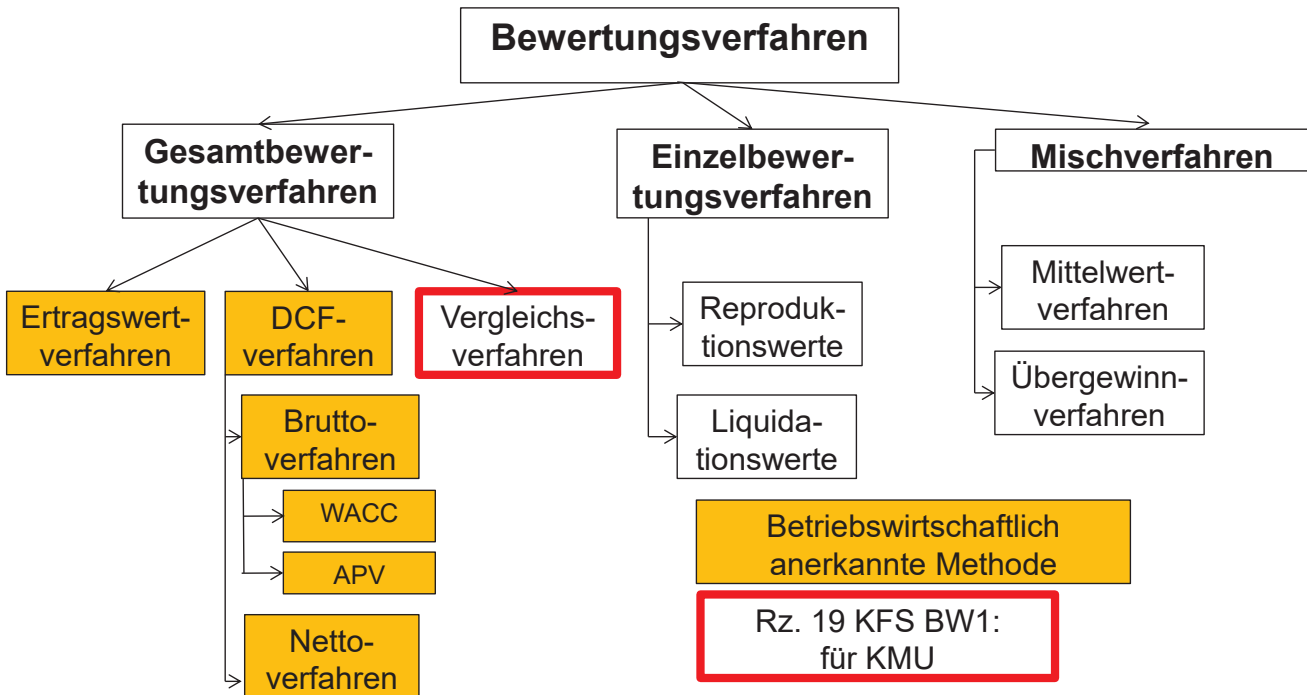 Bewertungsverfahren
Gesamtbewer-
tungsverfahren
Einzelbewer-
tungsverfahren
Mischverfahren
Ertragswert-
verfahren
DCF-
verfahren
Vergleichs-
verfahren
Brutto-
verfahren
WACC
APV
Netto-
verfahren
Reproduk-
tionswerte
Liquida-
tionswerte
Mittelwert-
verfahren
Übergewinn-
verfahren
Betriebswirtschaftlich
anerkannte Methode
Rz. 19 KFS BW1:
für KMU